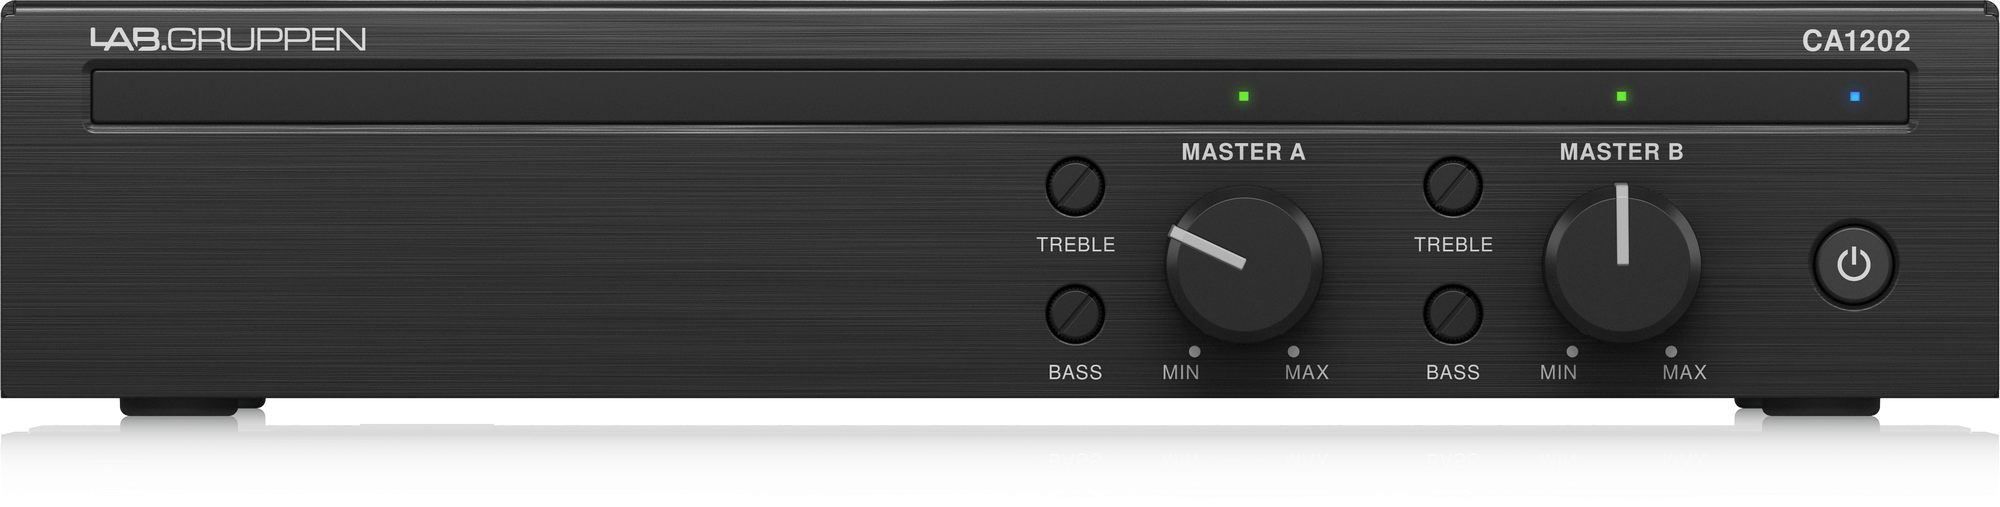 LAB.GRUPPEN
CA1202
MASTER A
MASTER B
TREBLE
TREBLE
BASS
MIN
MAX
BASS
MIN
MAX